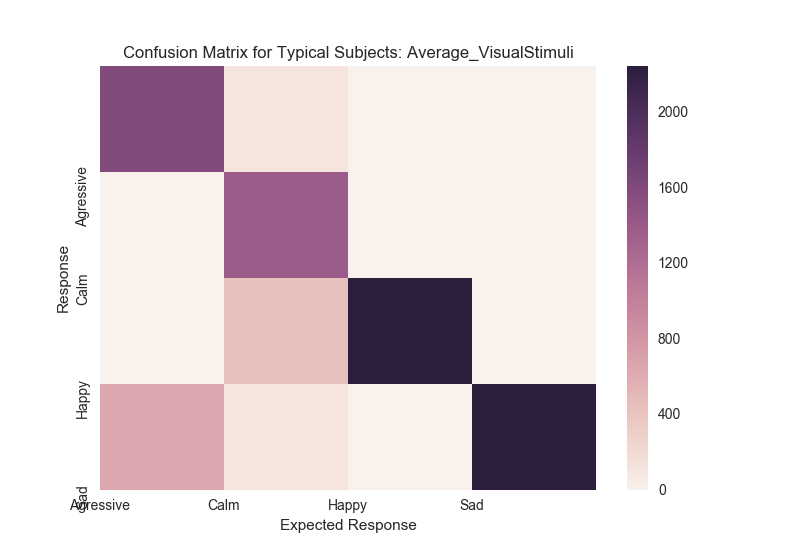 Confusion Matrix for Typical Subjects: Average_VisualStimuli
Response
Agressive
Calm
Happy
Sad
Agressive
Calm
Happy
Sad
Expected Response
2000
1600
1200
800
400
0